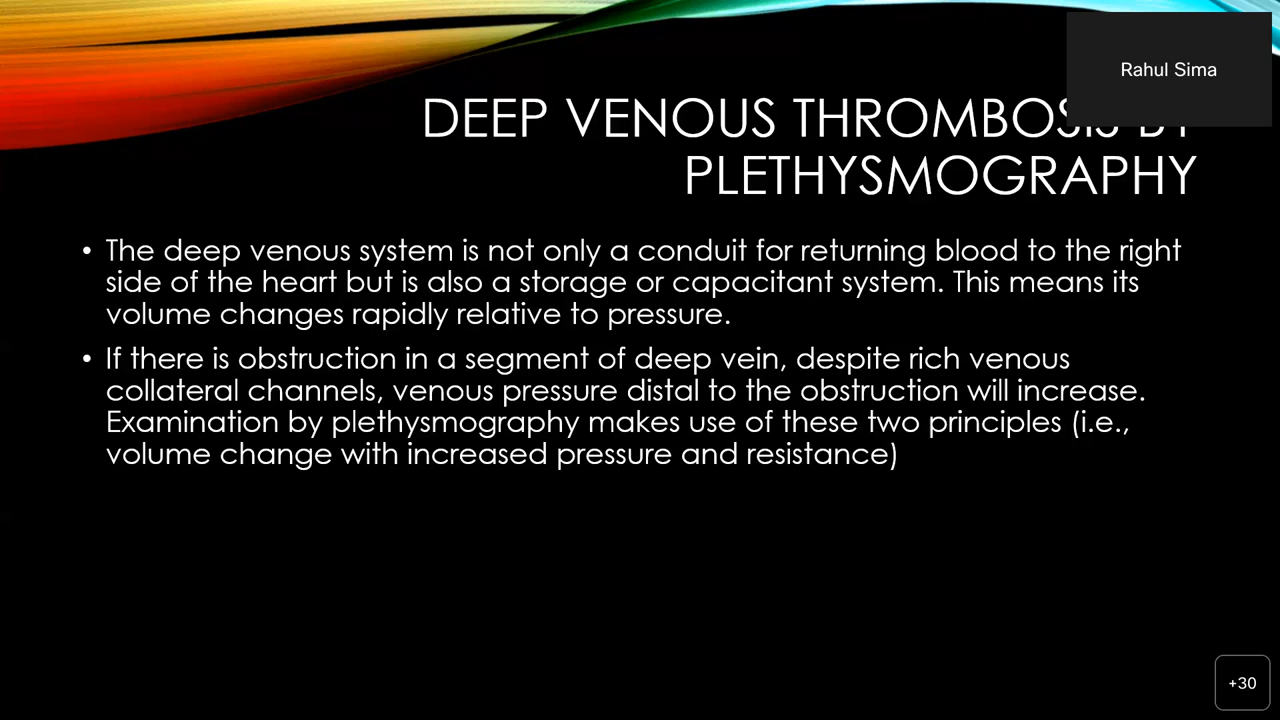 Rahul Sima
DEEP VENOUS THROMBOSIS BY
PLETHYSMOGRAPHY
• The deep venous system is not only a conduit for returning blood to the right
side of the heart but is also a storage or capacitant system. This means its
volume changes rapidly relative to pressure.
• If there is obstruction in a segment of deep vein, despite rich venous
collateral channels, venous pressure distal to the obstruction will increase.
Examination by plethysmography makes use of these two principles (i.e.,
volume change with increased pressure and resistance)
+30